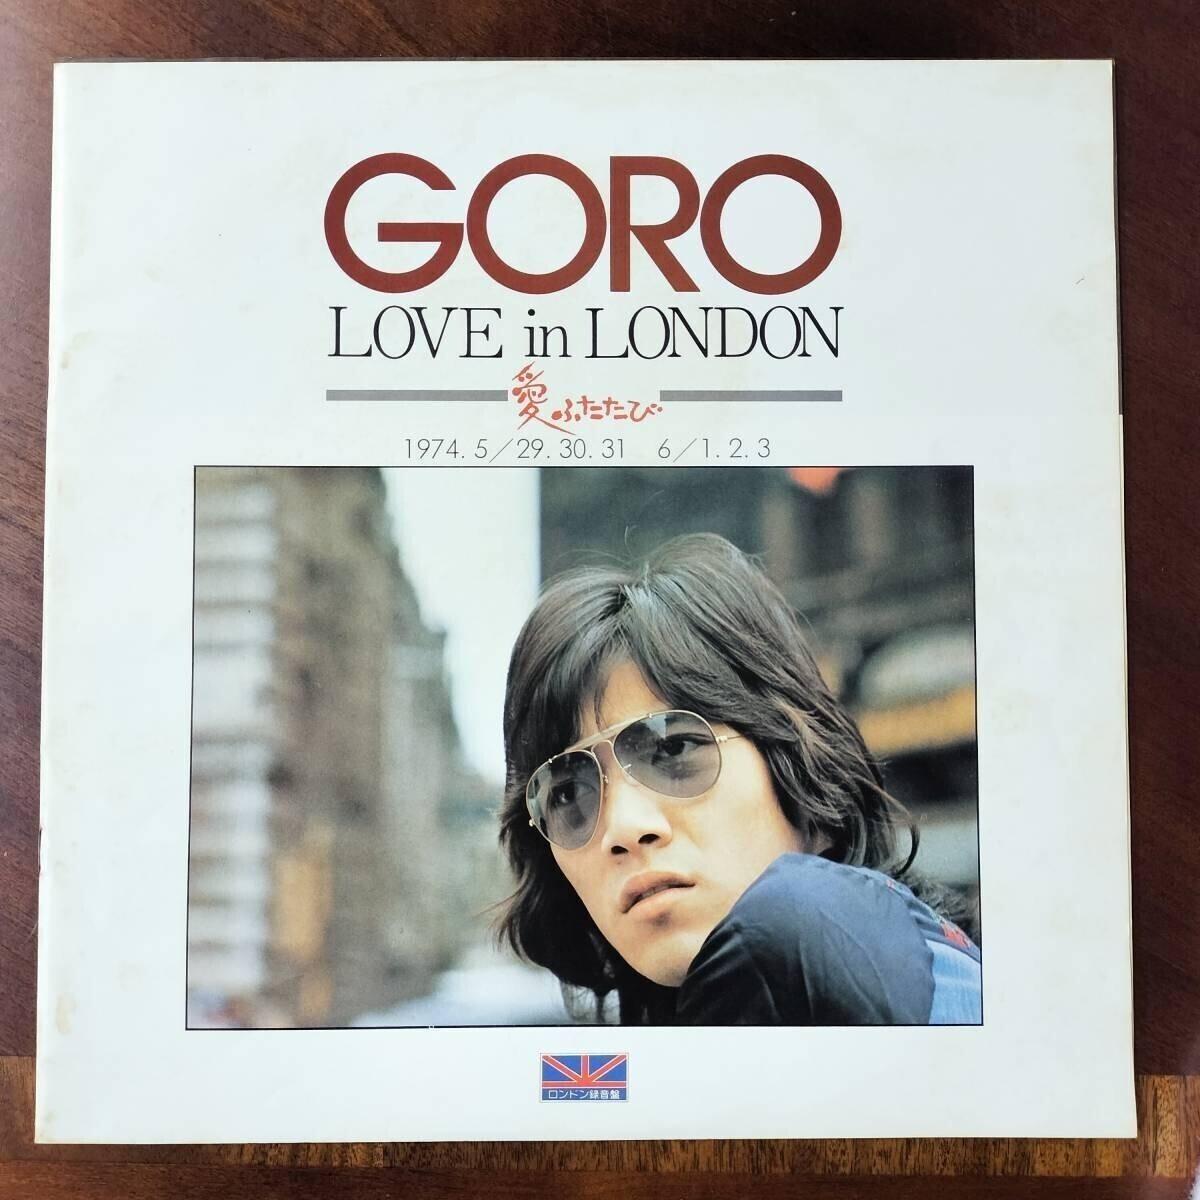 GORO
LOVE in LONDON
愛ふたたび
1974.5/29.30.31 6/1.2.3
ロンドン録音盤